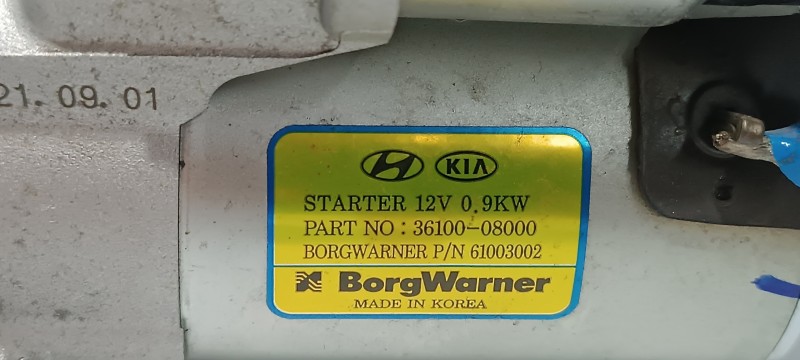 21. 09. 01
KIA
STARTER 12V 0.9KW
PART NO : 36100-08000
BORGWARNER P/N 61003002
BorgWarner
MADE IN KOREA